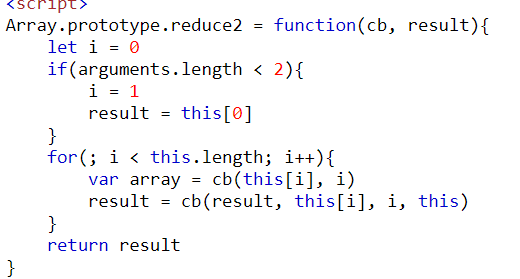 <script>
Array.prototype.reduce2 = function(cb, result){
    let i = 0
    if(arguments.length < 2){
        i = 1
        result = this[0]
    }
    for(; i < this.length; i++){
        var array = cb(this[i], i)
        result = cb(result, this[i], i, this)
    }
    return result
}